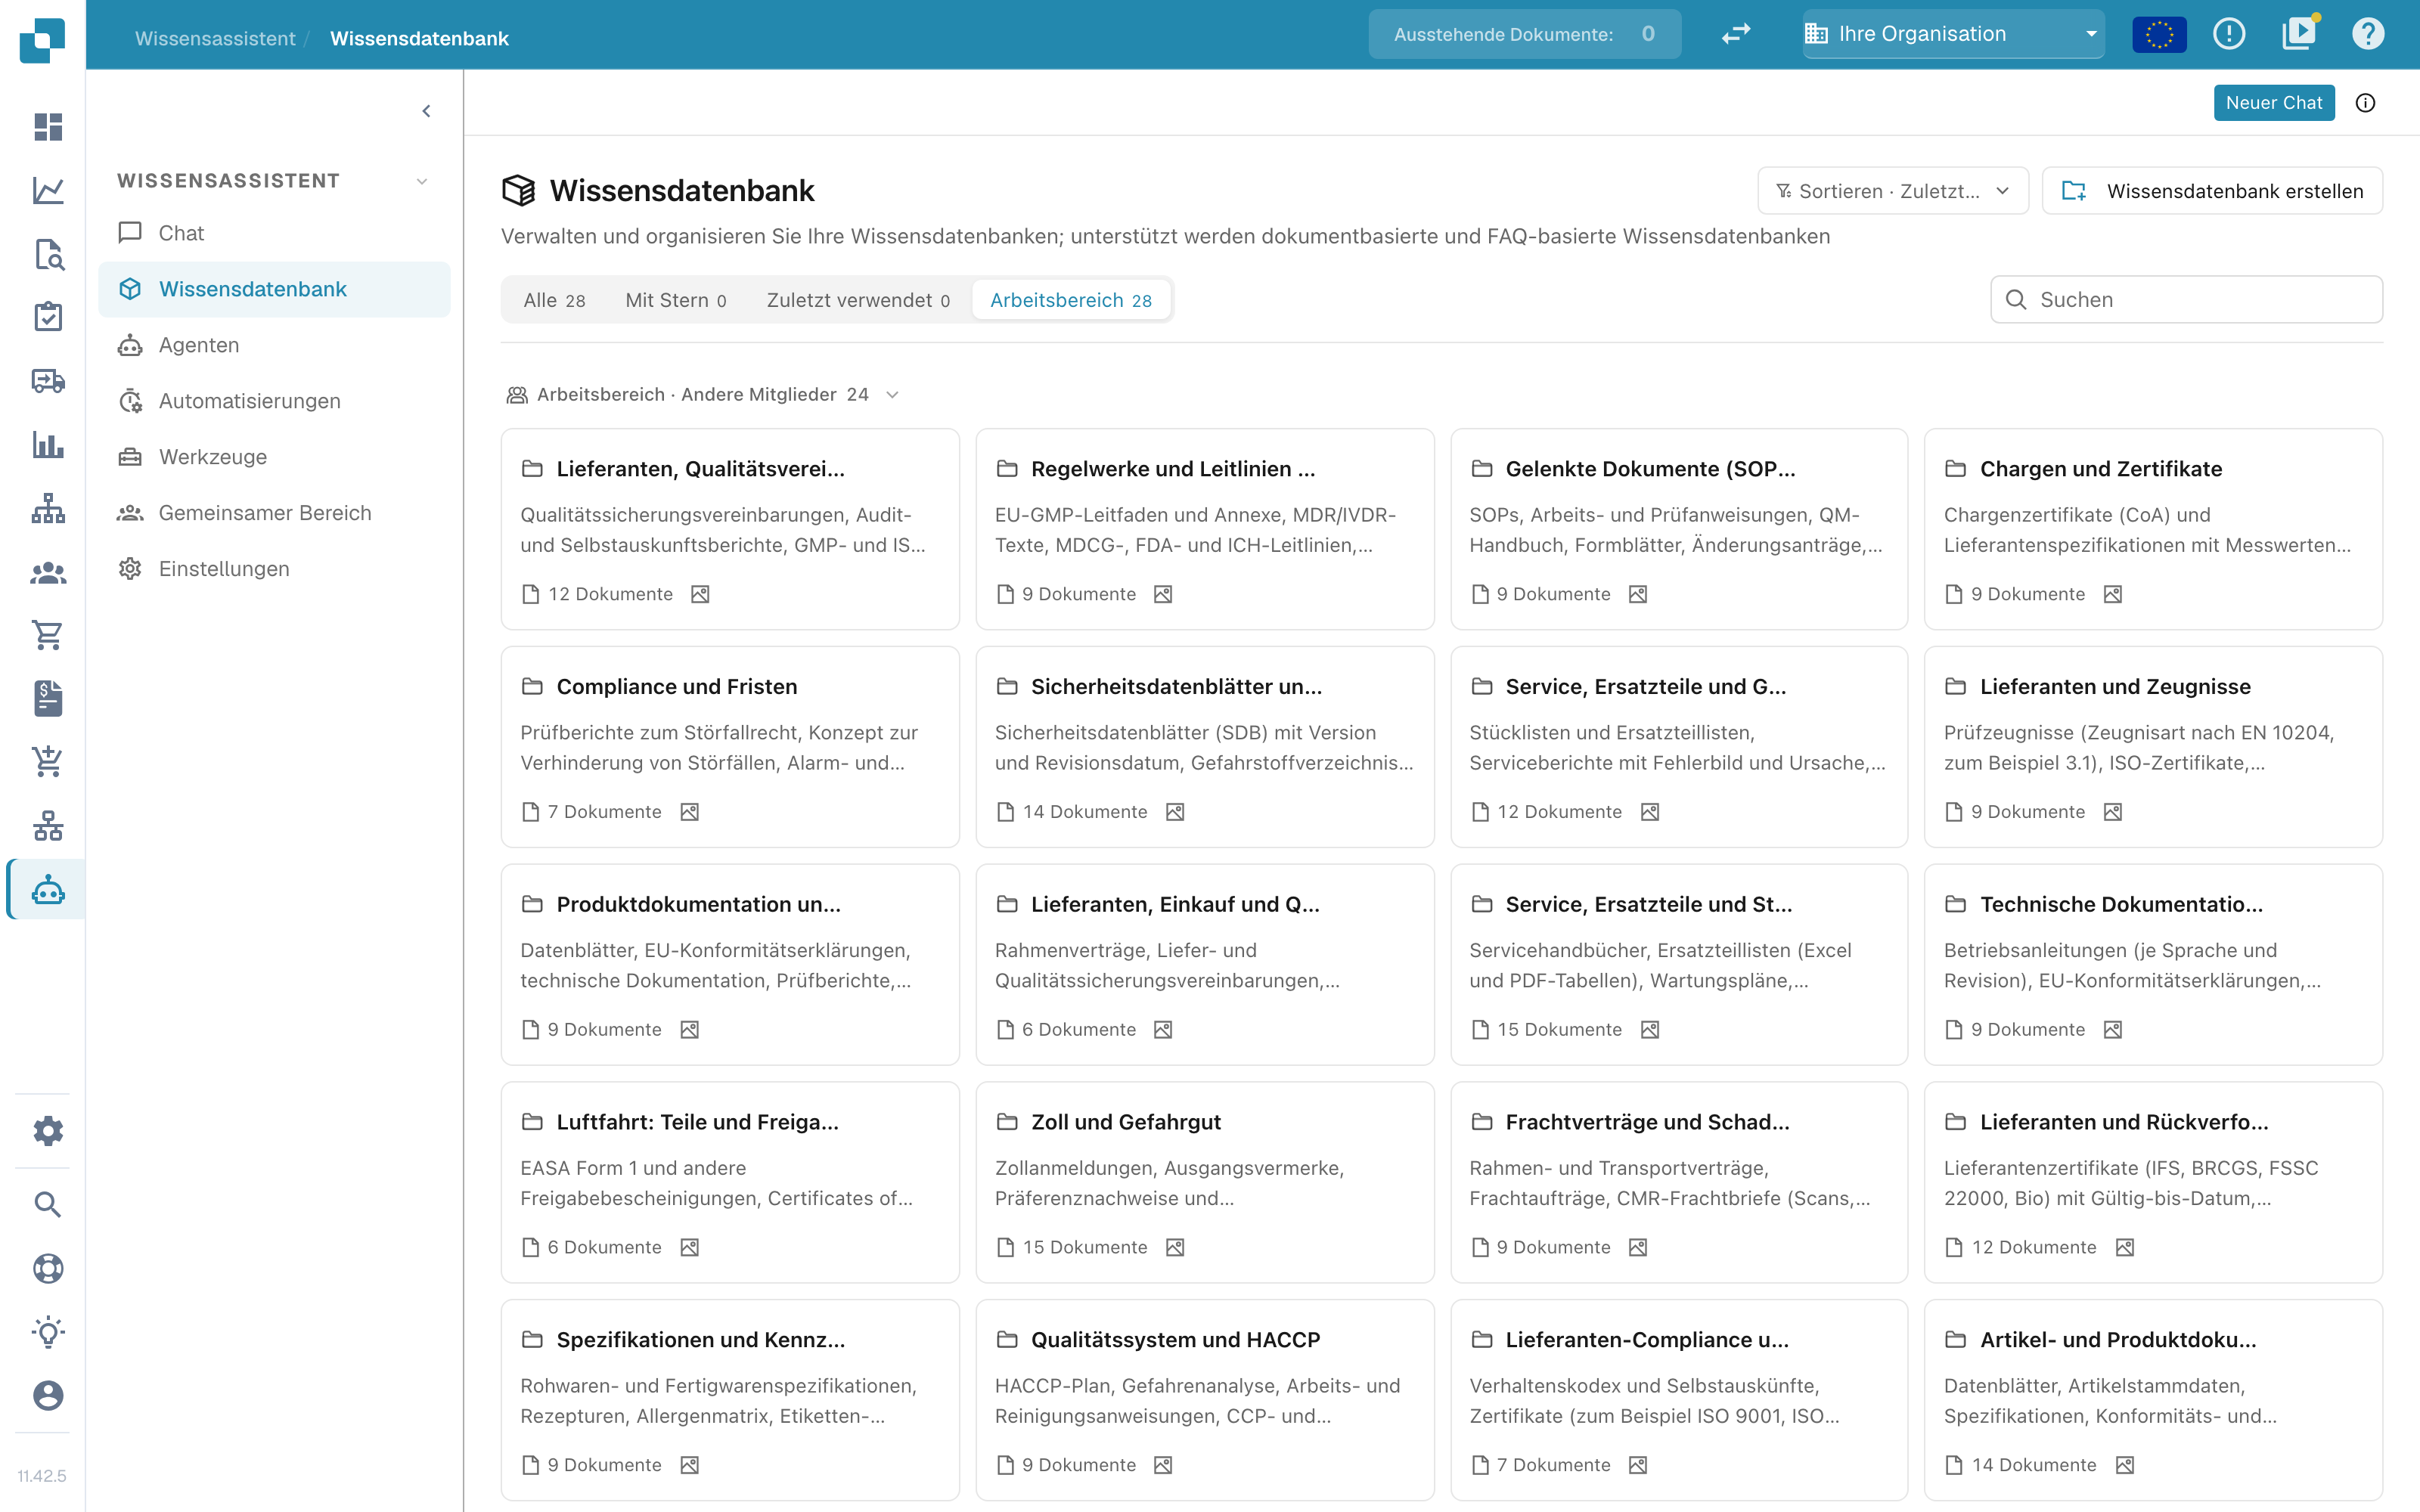 Wissensassistent / Wissensdatenbank
Ausstehende Dokumente: 0
Ihre Organisation
Neuer Chat
WISSENSASSISTENT
Chat
Wissensdatenbank
Agenten
Automatisierungen
Werkzeuge
Gemeinsamer Bereich
Einstellungen
11.42.5
Wissensdatenbank
Sortieren · Zuletzt...
Wissensdatenbank erstellen
Verwalten und organisieren Sie Ihre Wissensdatenbanken; unterstützt werden dokumentbasierte und FAQ-basierte Wissensdatenbanken
Alle 28 Mit Stern 0 Zuletzt verwendet 0 Arbeitsbereich 28
Suchen
Arbeitsbereich · Andere Mitglieder 24
Lieferanten, Qualitätsverei...
Qualitätssicherungsvereinbarungen, Audit-
und Selbstauskunftsberichte, GMP- und IS...
12 Dokumente
Regelwerke und Leitlinien ...
EU-GMP-Leitfaden und Annexe, MDR/IVDR-
Texte, MDCG-, FDA- und ICH-Leitlinien,...
9 Dokumente
Gelenkte Dokumente (SOP...
SOPs, Arbeits- und Prüfanweisungen, QM-
Handbuch, Formblätter, Änderungsanträge,...
9 Dokumente
Chargen und Zertifikate
Chargenzertifikate (CoA) und
Lieferantenspezifikationen mit Messwerten...
9 Dokumente
Compliance und Fristen
Prüfberichte zum Störfallrecht, Konzept zur
Verhinderung von Störfällen, Alarm- und...
7 Dokumente
Sicherheitsdatenblätter un...
Sicherheitsdatenblätter (SDB) mit Version
und Revisionsdatum, Gefahrstoffverzeichnis...
14 Dokumente
Service, Ersatzteile und G...
Stücklisten und Ersatzteillisten,
Serviceberichte mit Fehlerbild und Ursache,...
12 Dokumente
Lieferanten und Zeugnisse
Prüfzeugnisse (Zeugnisart nach EN 10204,
zum Beispiel 3.1), ISO-Zertifikate,...
9 Dokumente
Produktdokumentation un...
Datenblätter, EU-Konformitätserklärungen,
technische Dokumentation, Prüfberichte,...
9 Dokumente
Lieferanten, Einkauf und Q...
Rahmenverträge, Liefer- und
Qualitätssicherungsvereinbarungen,...
6 Dokumente
Service, Ersatzteile und St...
Servicehandbücher, Ersatzteillisten (Excel
und PDF-Tabellen), Wartungspläne,...
15 Dokumente
Technische Dokumentatio...
Betriebsanleitungen (je Sprache und
Revision), EU-Konformitätserklärungen,...
9 Dokumente
Luftfahrt: Teile und Freiga...
EASA Form 1 und andere
Freigabebescheinigungen, Certificates of...
6 Dokumente
Zoll und Gefahrgut
Zollanmeldungen, Ausgangsvermerke,
Präferenznachweise und...
15 Dokumente
Frachtverträge und Schad...
Rahmen- und Transportverträge,
Frachtaufträge, CMR-Frachtbriefe (Scans,...
9 Dokumente
Lieferanten und Rückverfo...
Lieferantenzertifikate (IFS, BRCGS, FSSC
22000, Bio) mit Gültig-bis-Datum,...
12 Dokumente
Spezifikationen und Kennz...
Rohwaren- und Fertigwarenspezifikationen,
Rezepturen, Allergenmatrix, Etiketten-...
9 Dokumente
Qualitätssystem und HACCP
HACCP-Plan, Gefahrenanalyse, Arbeits- und
Reinigungsanweisungen, CCP- und...
9 Dokumente
Lieferanten-Compliance u...
Verhaltenskodex und Selbstauskünfte,
Zertifikate (zum Beispiel ISO 9001, ISO...
7 Dokumente
Artikel- und Produktdoku...
Datenblätter, Artikelstammdaten,
Spezifikationen, Konformitäts- und...
14 Dokumente